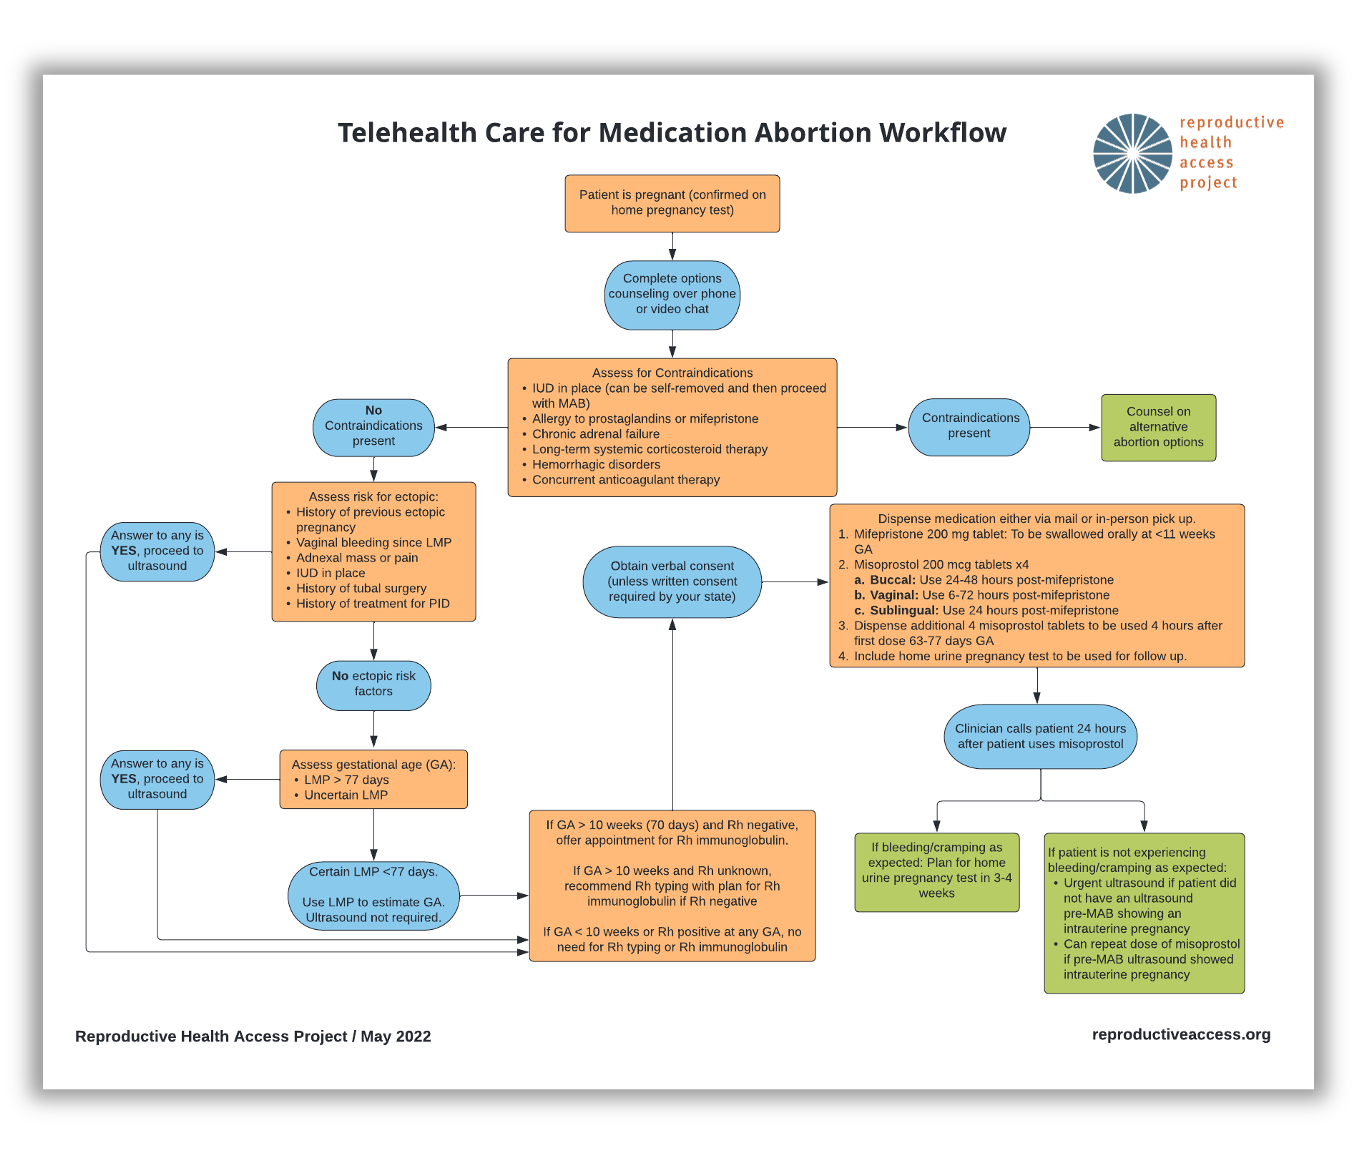 Telehealth Care for Medication Abortion Workflow
reproductive
health
access
project
Patient is pregnant (confirmed on
home pregnancy test)
Complete options
counseling over phone
or video chat
Assess for Contraindications
• IUD in place (can be self-removed and then proceed
with MAB)
• Allergy to prostaglandins or mifepristone
• Chronic adrenal failure
• Long-term systemic corticosteroid therapy
• Hemorrhagic disorders
• Concurrent anticoagulant therapy
No
Contraindications
present
Contraindications
present
Counsel on
alternative
abortion options
Assess risk for ectopic:
• History of previous ectopic
pregnancy
• Vaginal bleeding since LMP
• Adnexal mass or pain
• IUD in place
• History of tubal surgery
• History of treatment for PID
Answer to any is
YES, proceed to
ultrasound
No ectopic risk
factors
Assess gestational age (GA):
• LMP > 77 days
• Uncertain LMP
Answer to any is
YES, proceed to
ultrasound
Certain LMP <77 days.
Use LMP to estimate GA.
Ultrasound not required.
If GA > 10 weeks (70 days) and Rh negative,
offer appointment for Rh immunoglobulin.
If GA > 10 weeks and Rh unknown,
recommend Rh typing with plan for Rh
immunoglobulin if Rh negative
If GA < 10 weeks or Rh positive at any GA, no
need for Rh typing or Rh immunoglobulin
Obtain verbal consent
(unless written consent
required by your state)
Dispense medication either via mail or in-person pick up.
1. Mifepristone 200 mg tablet: To be swallowed orally at <11 weeks
GA
2. Misoprostol 200 mcg tablets x4
a. Buccal: Use 24-48 hours post-mifepristone
b. Vaginal: Use 6-72 hours post-mifepristone
c. Sublingual: Use 24 hours post-mifepristone
3. Dispense additional 4 misoprostol tablets to be used 4 hours after
first dose 63-77 days GA
4. Include home urine pregnancy test to be used for follow up.
Clinician calls patient 24 hours
after patient uses misoprostol
If bleeding/cramping as
expected: Plan for home
urine pregnancy test in 3-4
weeks
If patient is not experiencing
bleeding/cramping as expected:
• Urgent ultrasound if patient did
not have an ultrasound
pre-MAB showing an
intrauterine pregnancy
• Can repeat dose of misoprostol
if pre-MAB ultrasound showed
intrauterine pregnancy
Reproductive Health Access Project / May 2022
reproductiveaccess.org